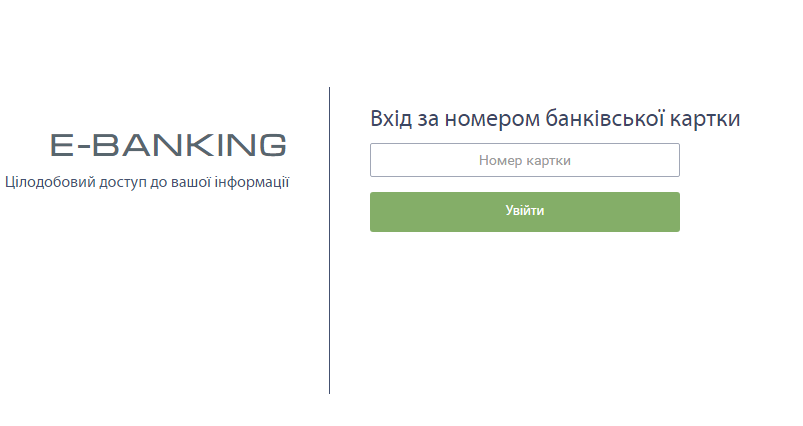 E-BANKING
Цілодобовий доступ до вашої інформації
Вхід за номером банківської картки
Номер картки
Увійти